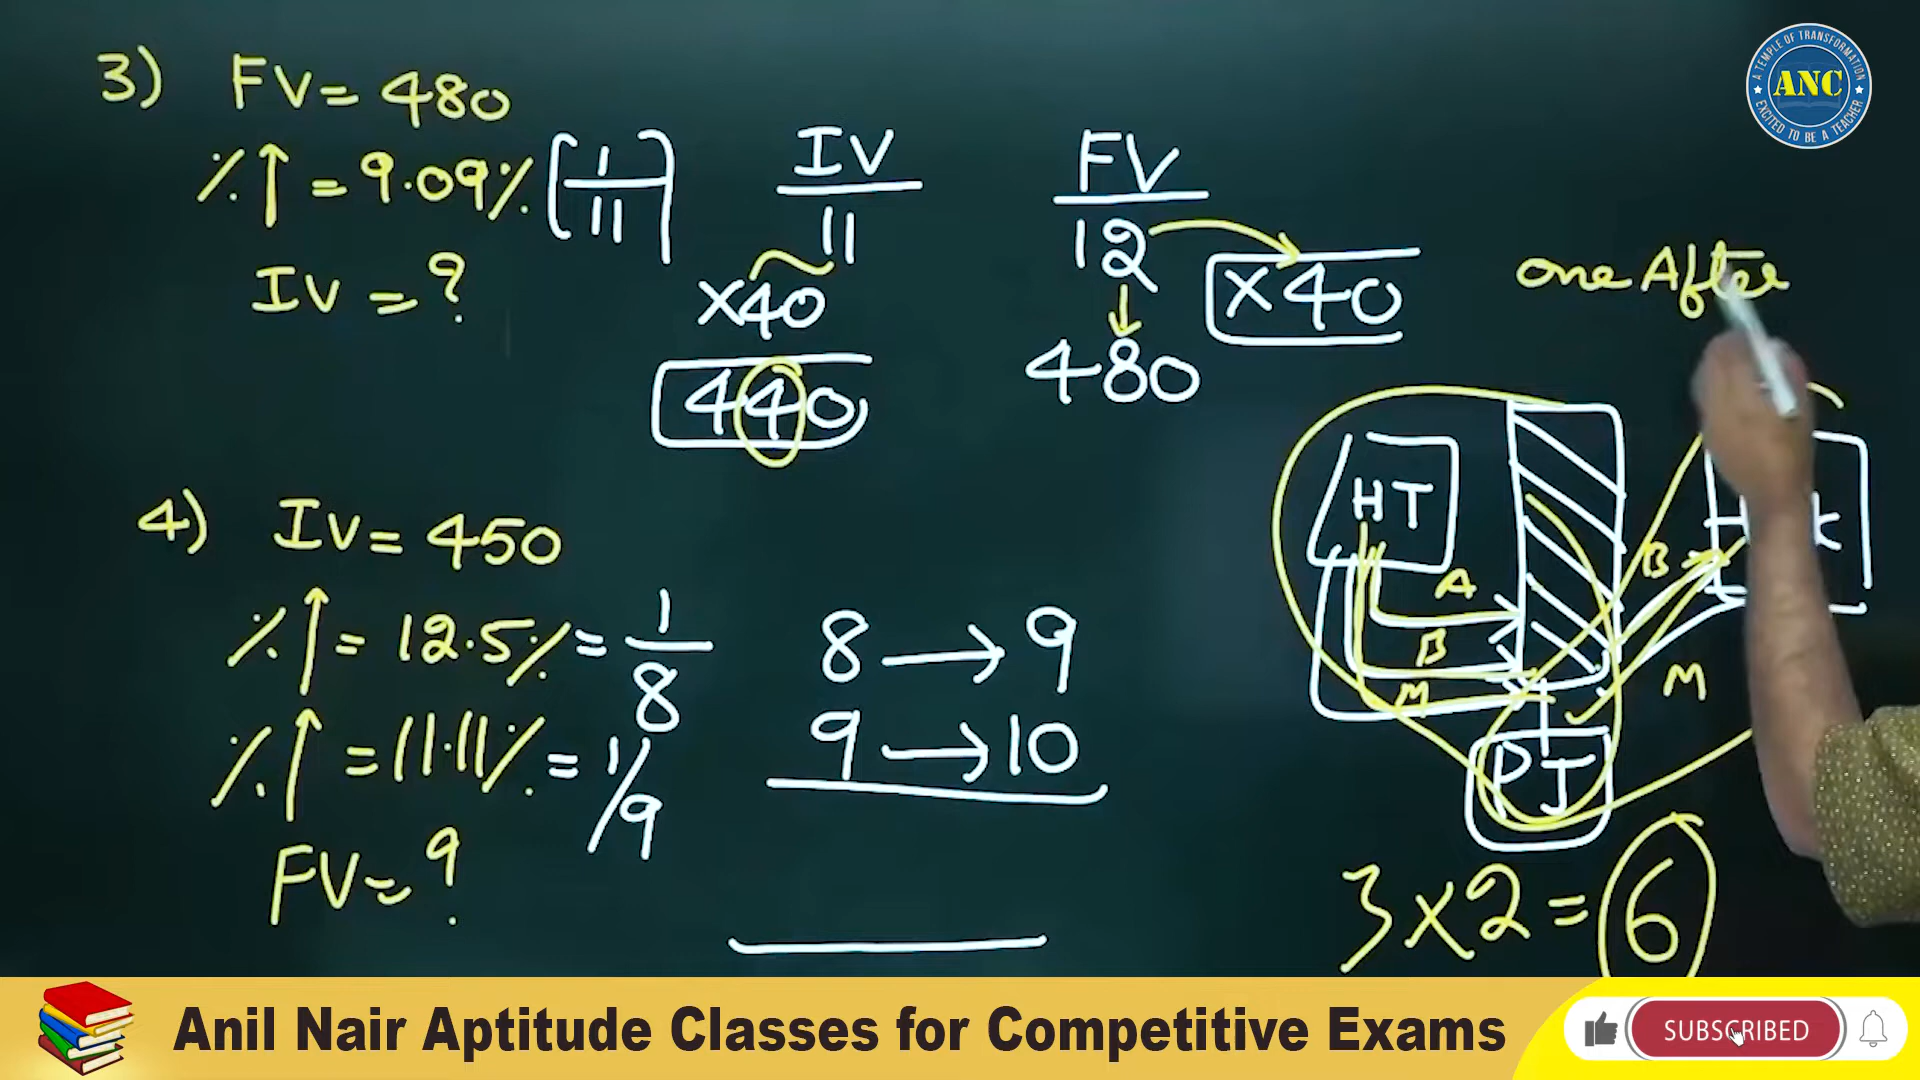 3) FV = 480
%↑ = 9.09% [1/11]
IV = ?
IV
11
×40
440
FV
12
×40
480
one After
4) IV = 450
%↑ = 12.5% = 1/8
%↑ = 11.11% = 1/9
FV = ?
8 → 9
9 → 10
HT
A
B
M
B
M
PJ
3×2=6
A TEMPLE OF TRANSFORMATION
ANC
EXCITED TO BE A TEACHER
Anil Nair Aptitude Classes for Competitive Exams
SUBSCRIBED